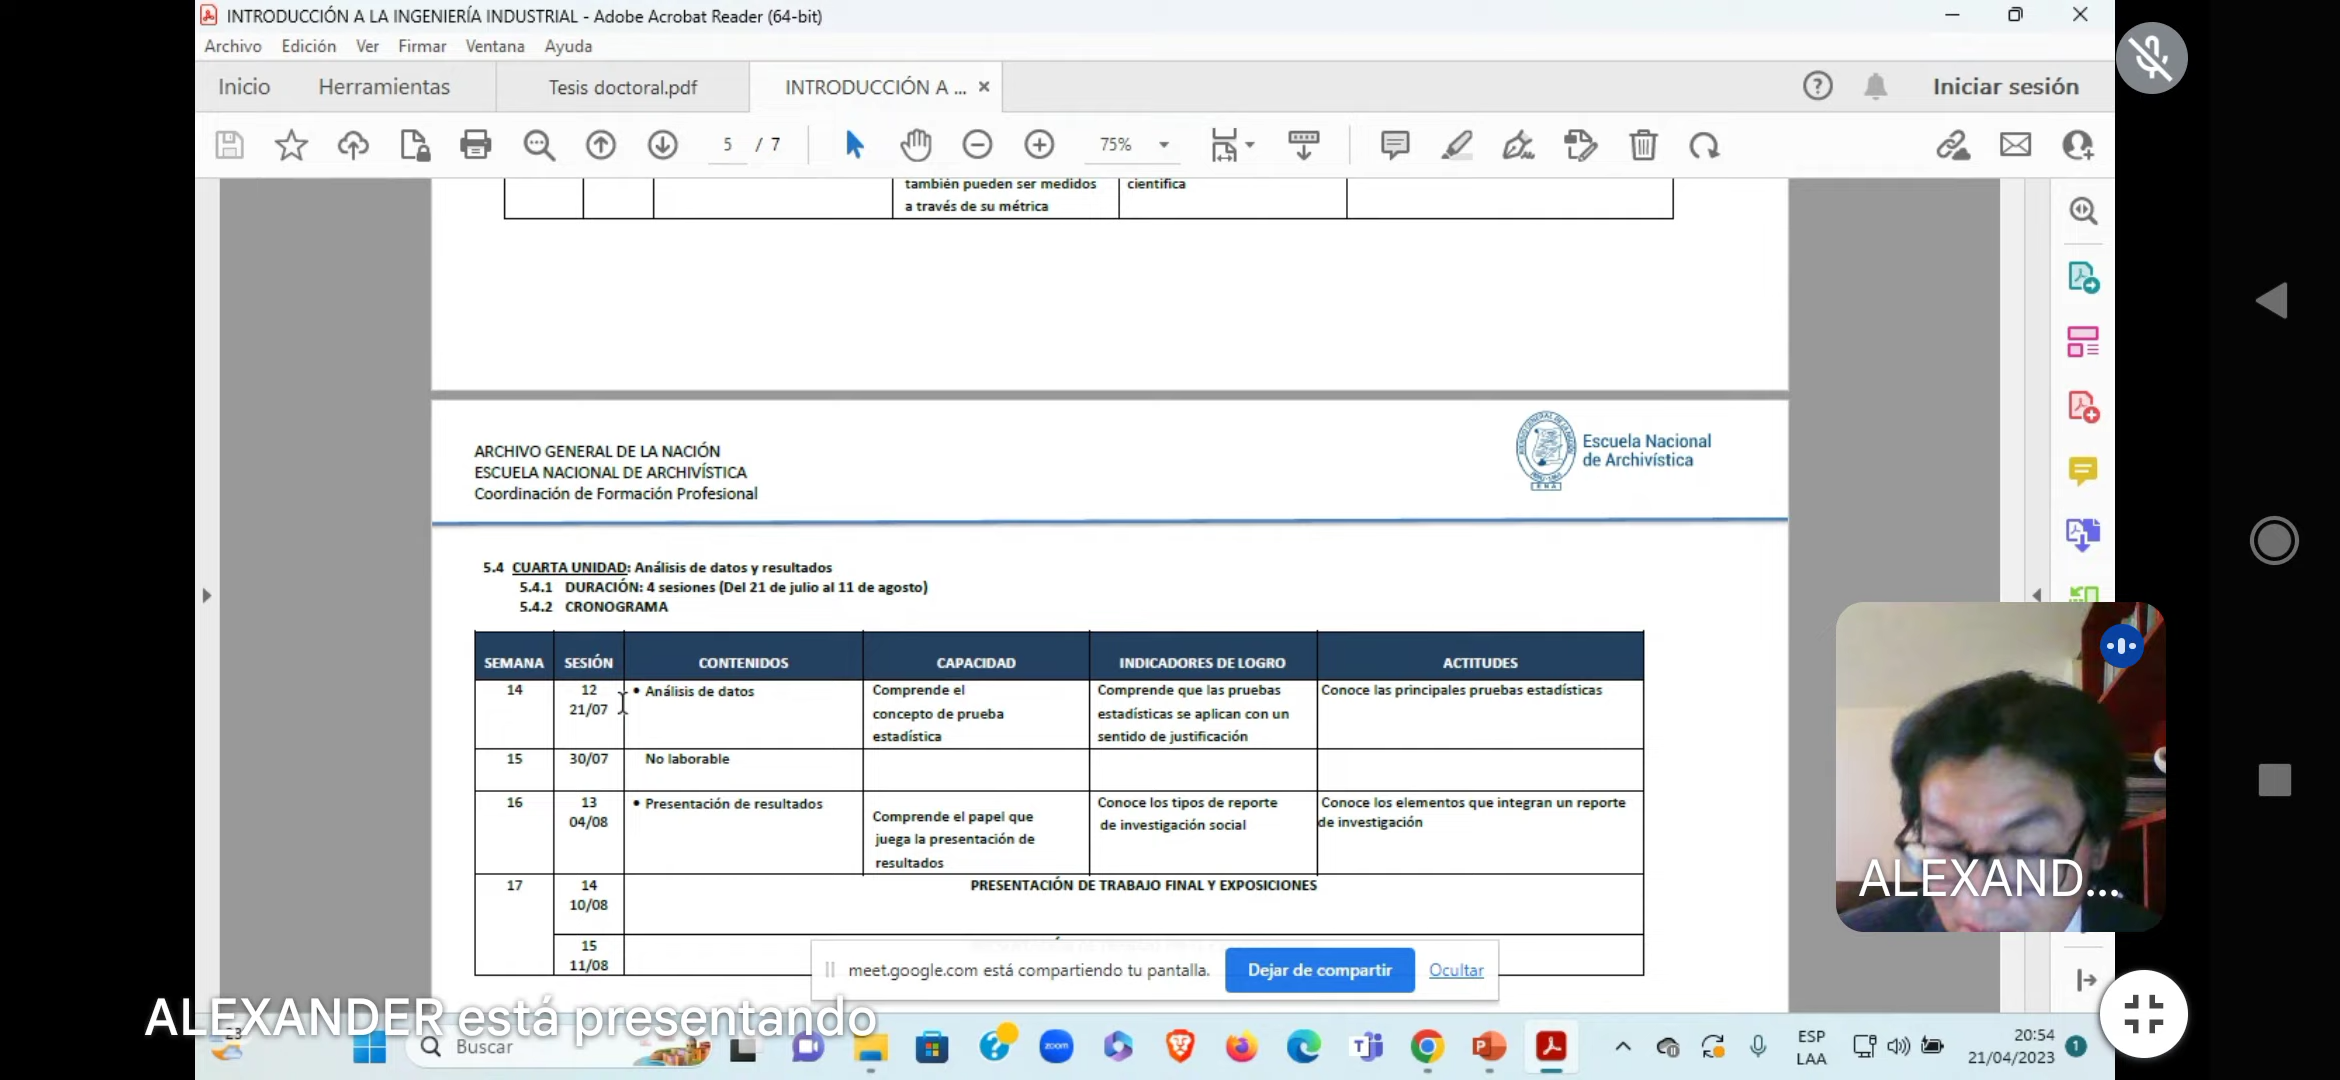 INTRODUCCIÓN A LA INGENIERÍA INDUSTRIAL - Adobe Acrobat Reader (64-bit)
Archivo Edición Ver Firmar Ventana Ayuda
Inicio Herramientas Tesis doctoral.pdf INTRODUCCIÓN A ... Iniciar sesión
5 / 7 75%
también pueden ser medidos
a través de su métrica
cientifica
ARCHIVO GENERAL DE LA NACIÓN
ESCUELA NACIONAL DE ARCHIVÍSTICA
Coordinación de Formación Profesional
Escuela Nacional
de Archivística
5.4 CUARTA UNIDAD: Análisis de datos y resultados
5.4.1 DURACIÓN: 4 sesiones (Del 21 de julio al 11 de agosto)
5.4.2 CRONOGRAMA
SEMANA SESIÓN CONTENIDOS CAPACIDAD INDICADORES DE LOGRO ACTITUDES
14
12
21/07
• Análisis de datos
Comprende el
concepto de prueba
estadística
Comprende que las pruebas
estadísticas se aplican con un
sentido de justificación
Conoce las principales pruebas estadísticas
15 30/07 No laborable
16
13
04/08
• Presentación de resultados
Comprende el papel que
juega la presentación de
resultados
Conoce los tipos de reporte
de investigación social
Conoce los elementos que integran un reporte
de investigación
17
14
10/08
PRESENTACIÓN DE TRABAJO FINAL Y EXPOSICIONES
15
11/08
meet.google.com está compartiendo tu pantalla. Dejar de compartir Ocultar
ALEXAND...
ALEXANDER está presentando
Buscar
zoom
ESP
LAA
20:54
21/04/2023
1